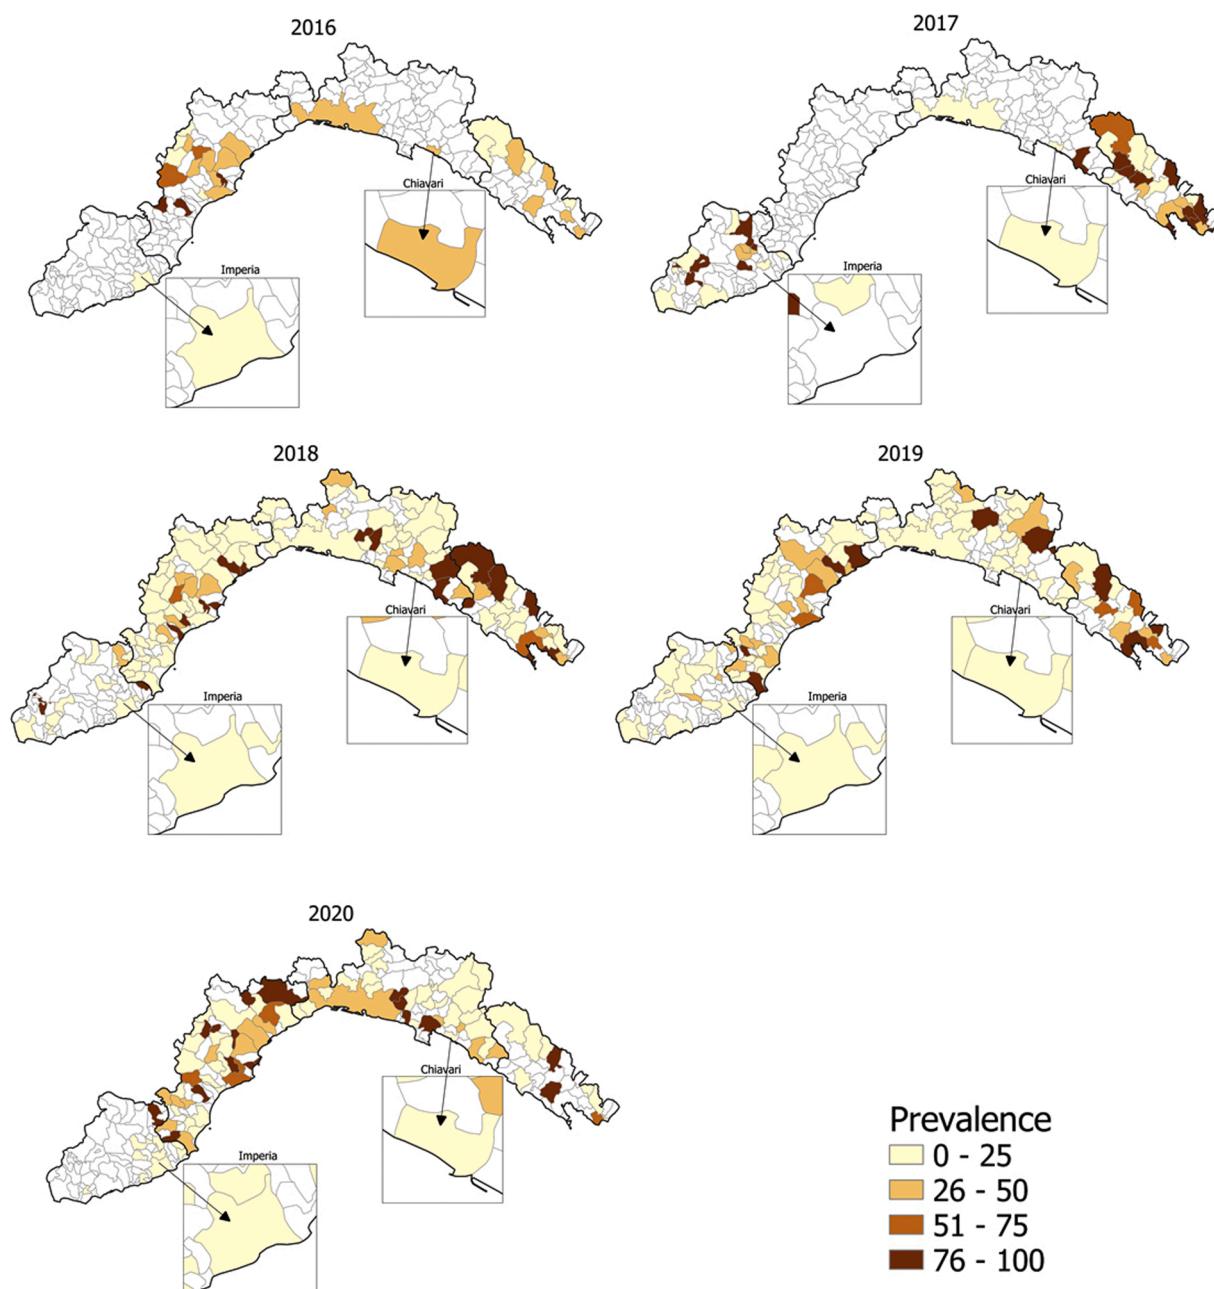 2016
2017
Chiavari
Chiavari
Imperia
Imperia
2018
2019
Chiavari
Chiavari
Imperia
Imperia
2020
Chiavari
Imperia
Prevalence
0 - 25
26 - 50
51 - 75
76 - 100